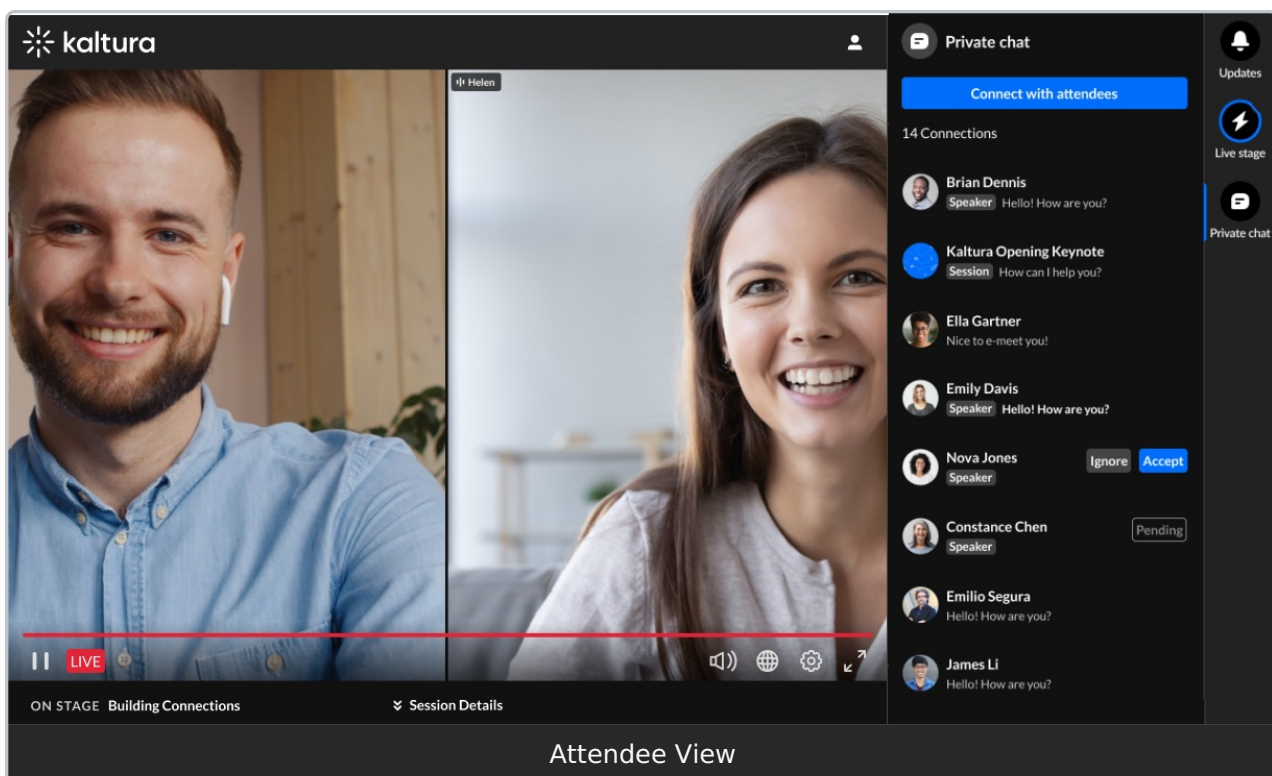 kaltura
Helen
LIVE
ON STAGE Building Connections
Session Details
Private chat
Connect with attendees
14 Connections
Brian Dennis
Speaker Hello! How are you?
Kaltura Opening Keynote
Session How can I help you?
Ella Gartner
Nice to e-meet you!
Emily Davis
Speaker Hello! How are you?
Nova Jones
Speaker
Ignore Accept
Constance Chen
Speaker
Pending
Emilio Segura
Hello! How are you?
James Li
Hello! How are you?
Updates
Live stage
Private chat
Attendee View